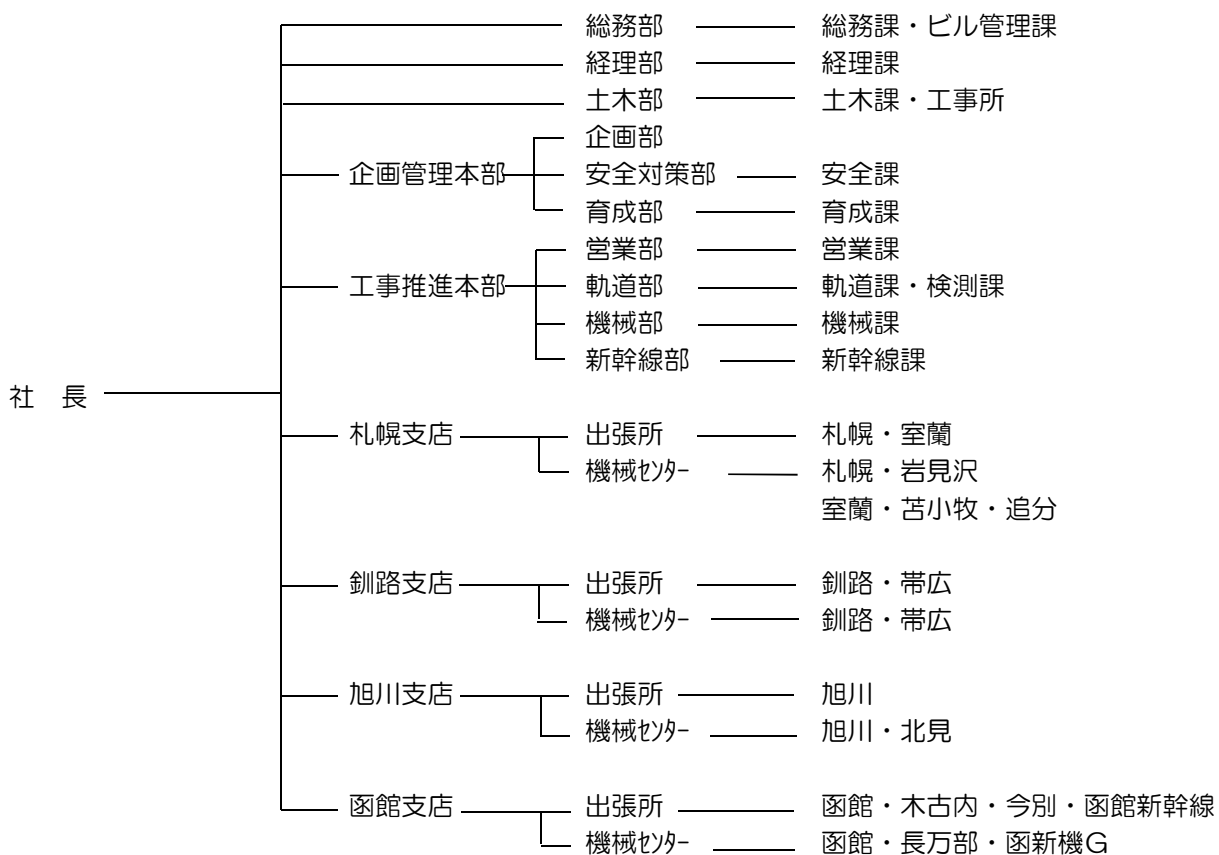 総務部 総務課・ビル管理課
経理部 経理課
土木部 土木課・工事所
企画部
企画管理本部 安全対策部 安全課
育成部 育成課
営業部 営業課
工事推進本部 軌道部 軌道課・検測課
機械部 機械課
新幹線部 新幹線課
社 長
札幌支店 出張所 札幌・室蘭
機械ｾﾝﾀｰ 札幌・岩見沢
室蘭・苫小牧・追分
釧路支店 出張所 釧路・帯広
機械ｾﾝﾀｰ 釧路・帯広
旭川支店 出張所 旭川
機械ｾﾝﾀｰ 旭川・北見
函館支店 出張所 函館・木古内・今別・函館新幹線
機械ｾﾝﾀｰ 函館・長万部・函新機G